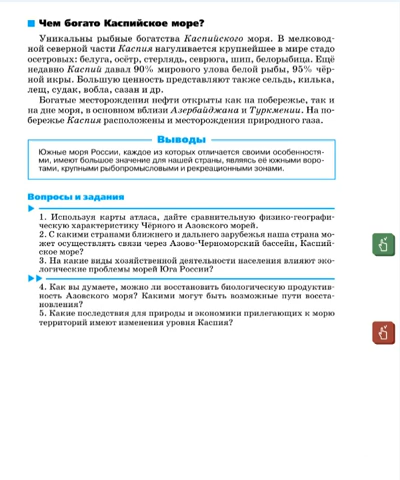 Чем богато Каспийское море?
Уникальны рыбные богатства Каспийского моря. В мелковод-
ной северной части Каспия нагуливается крупнейшее в мире стадо
осетровых: белуга, осётр, стерлядь, севрюга, шип, белорыбица. Ещё
недавно Каспий давал 90% мирового улова белой рыбы, 95% чёр-
ной икры. Большую ценность представляют также сельдь, килька,
лещ, судак, вобла, сазан и др.
Богатые месторождения нефти открыты как на побережье, так и
на дне моря, в основном вблизи Азербайджана и Туркмении. На по-
бережье Каспия расположены и месторождения природного газа.
Выводы
Южные моря России, каждое из которых отличается своими особенностя-
ми, имеют большое значение для нашей страны, являясь её южными воро-
тами, крупными рыбопромысловыми и рекреационными зонами.
Вопросы и задания
1. Используя карты атласа, дайте сравнительную физико-географи-
ческую характеристику Чёрного и Азовского морей.
2. С какими странами ближнего и дальнего зарубежья наша страна мо-
жет осуществлять связи через Азово-Черноморский бассейн, Каспий-
ское море?
3. На какие виды хозяйственной деятельности населения влияют эко-
логические проблемы морей Юга России?
4. Как вы думаете, можно ли восстановить биологическую продуктив-
ность Азовского моря? Какими могут быть возможные пути восста-
новления?
5. Какие последствия для природы и экономики прилегающих к морю
территорий имеют изменения уровня Каспия?